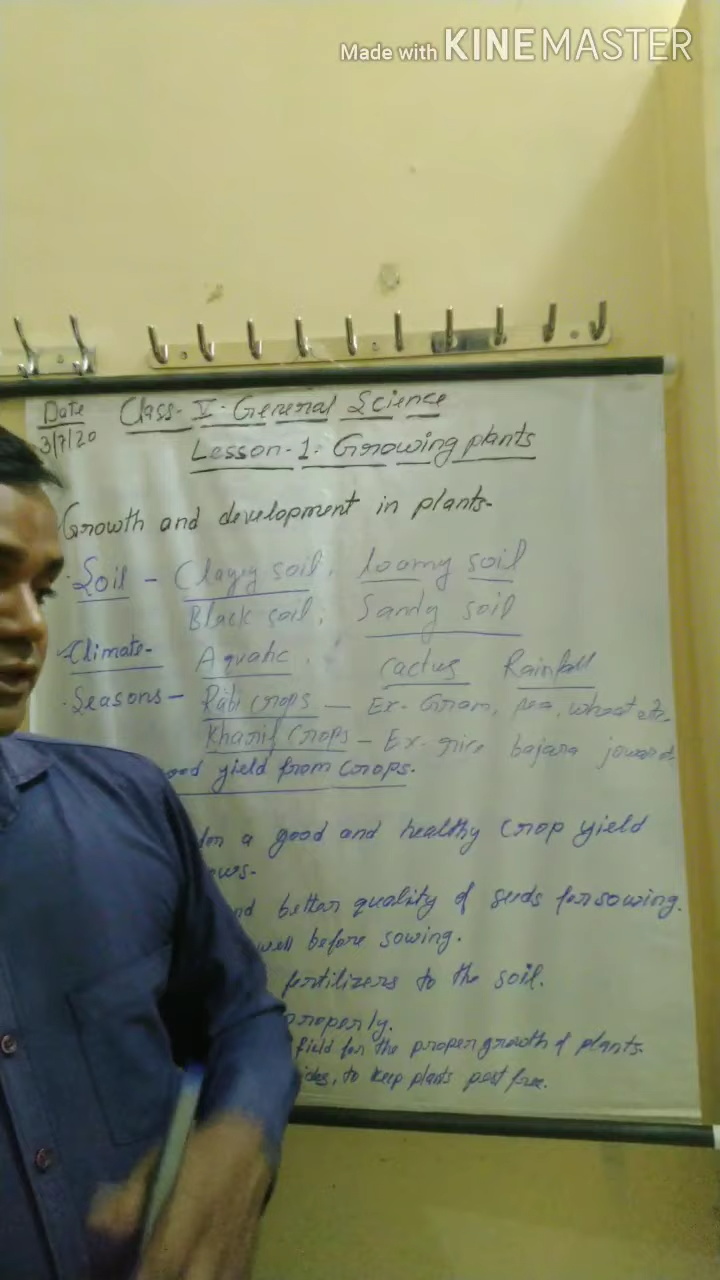 Made with KINEMASTER
Date
3/7/20
Class- V- General Science
Lesson-1- Growing plants
Growth and development in plants-
Soil - Clayey soil, loamy soil
Black soil, Sandy soil
Climate- Aquatic, cactus Rainfall
Seasons - Rabi crops - Ex- Gram, pea, wheat etc.
Kharif crops - Ex- rice bajara
yield from crops.
for a good and healthy crop yield
better quality of seeds for sowing.
well before sowing.
fertilizers to the soil.
properly.
field for the proper growth of plants.
to keep plants pest free.